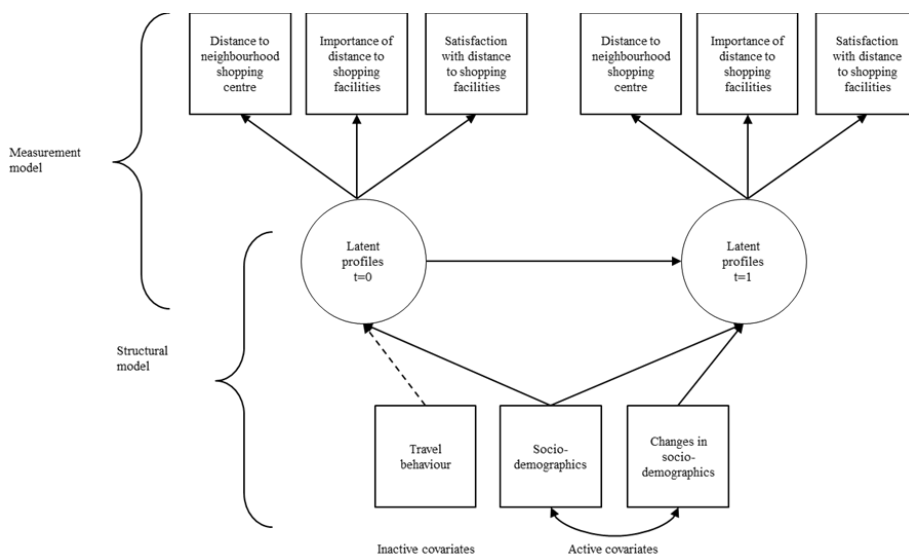 Distance to
neighbourhood
shopping
centre
Importance of
distance to
shopping
facilities
Satisfaction
with distance
to shopping
facilities
Distance to
neighbourhood
shopping
centre
Importance of
distance to
shopping
facilities
Satisfaction
with distance
to shopping
facilities
Measurement
model
Latent
profiles
t=0
Latent
profiles
t=1
Structural
model
Travel
behaviour
Socio-
demographics
Changes in
socio-
demographics
Inactive covariates
Active covariates